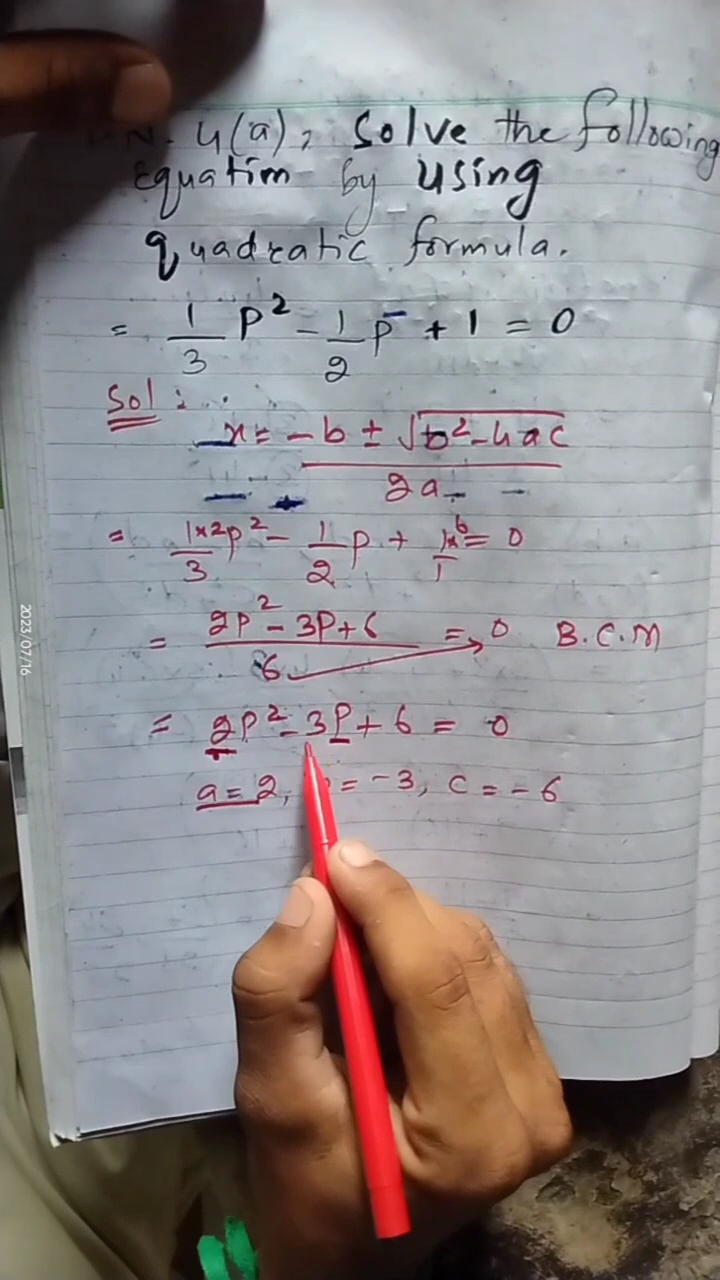 4(a), Solve the following
Equation by using
quadratic formula.
= 1/3 P² - 1/2 P + 1 = 0
Sol :
x = -b ± √b²-4ac
2a
= 1×2/3 P² - 1/2 P + 1×6/1 = 0
= 2P² - 3P + 6 / 6 = 0 B.C.M
= 2P² - 3P + 6 = 0
a = 2, = -3, c = - 6
2023/07/16